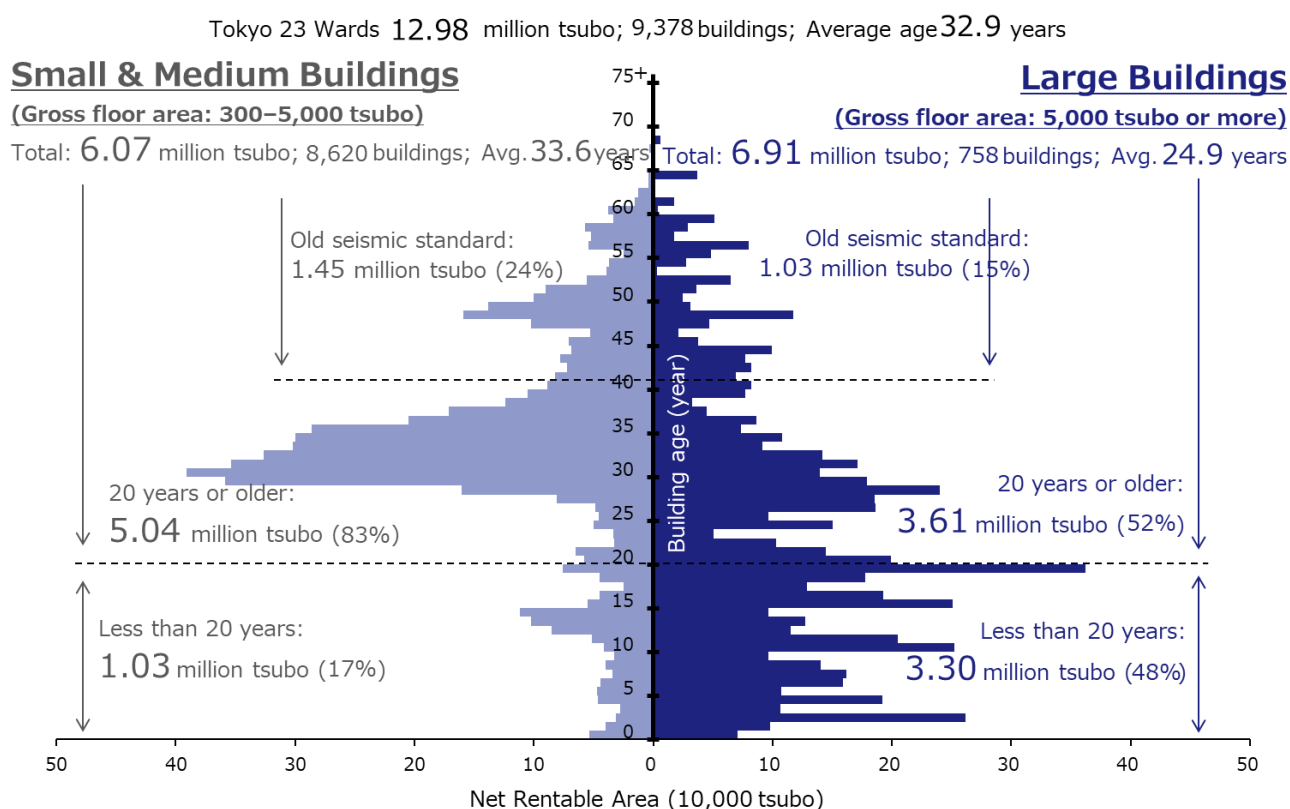 Tokyo 23 Wards 12.98 million tsubo; 9,378 buildings; Average age 32.9 years
Small & Medium Buildings
(Gross floor area: 300–5,000 tsubo)
Total: 6.07 million tsubo; 8,620 buildings; Avg. 33.6 years
Large Buildings
(Gross floor area: 5,000 tsubo or more)
Total: 6.91 million tsubo; 758 buildings; Avg. 24.9 years
Old seismic standard:
1.45 million tsubo (24%)
Old seismic standard:
1.03 million tsubo (15%)
20 years or older:
5.04 million tsubo (83%)
20 years or older:
3.61 million tsubo (52%)
Less than 20 years:
1.03 million tsubo (17%)
Less than 20 years:
3.30 million tsubo (48%)
75+
70
65
60
55
50
45
40
35
30
25
20
15
10
5
0
Building age (year)
50 40 30 20 10 0 10 20 30 40 50
Net Rentable Area (10,000 tsubo)